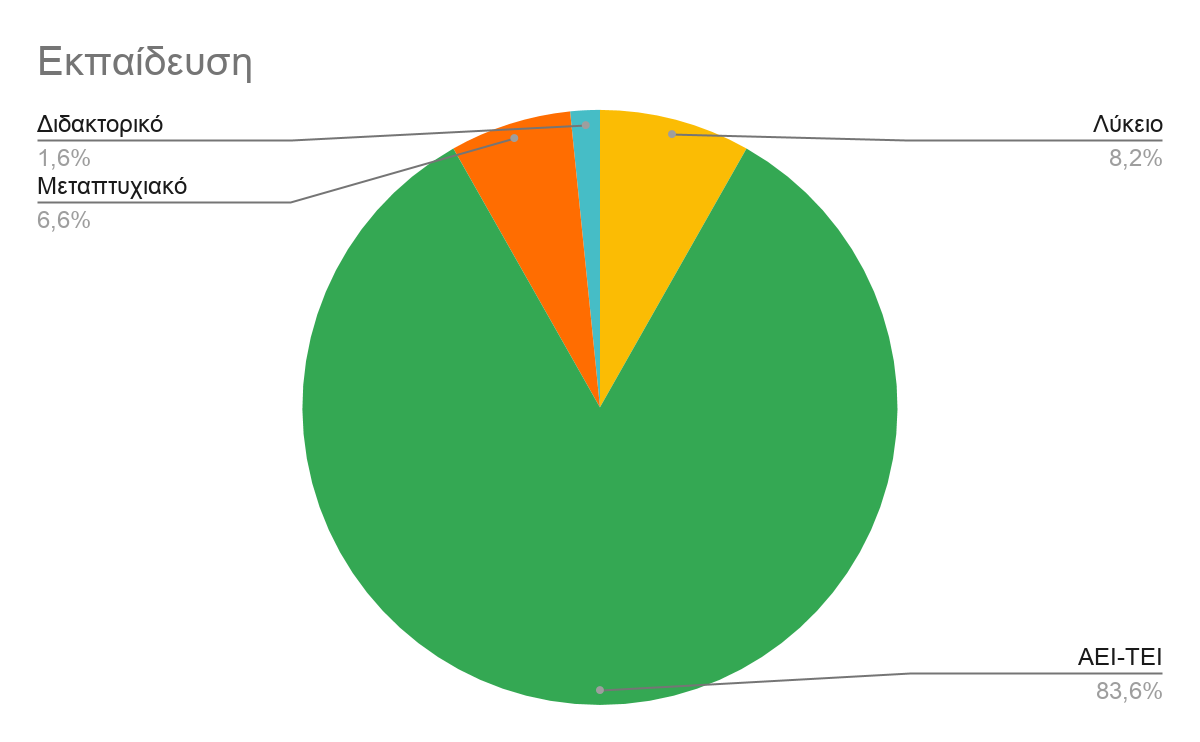 Εκπαίδευση
Διδακτορικό
1,6%
Μεταπτυχιακό
6,6%
Λύκειο
8,2%
ΑΕΙ-ΤΕΙ
83,6%